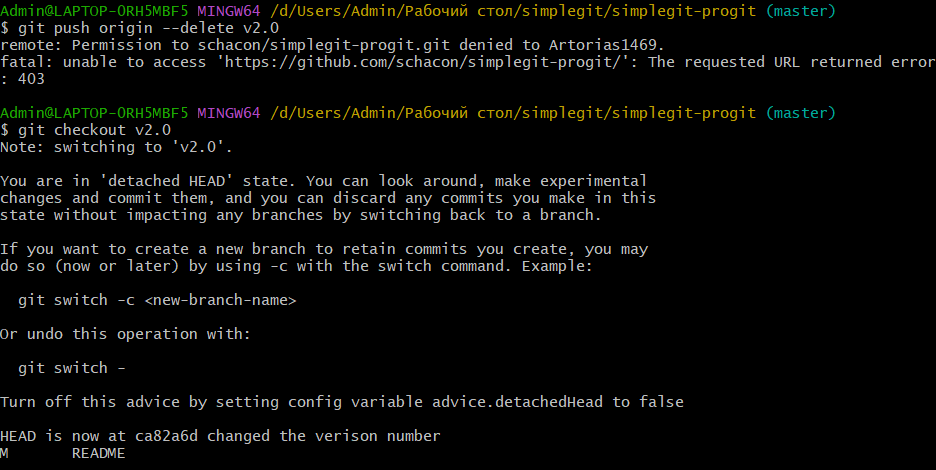 Admin@LAPTOP-ORH5MBF5 MINGW64 /d/Users/Admin/Рабочий стол/simplegit/simplegit-progit (master)
$ git push origin --delete v2.0
remote: Permission to schacon/simplegit-progit.git denied to Artorias1469.
fatal: unable to access 'https://github.com/schacon/simplegit-progit/': The requested URL returned error
: 403
Admin@LAPTOP-ORH5MBF5 MINGW64 /d/Users/Admin/Рабочий стол/simplegit/simplegit-progit (master)
$ git checkout v2.0
Note: switching to 'v2.0'.
You are in 'detached HEAD' state. You can look around, make experimental
changes and commit them, and you can discard any commits you make in this
state without impacting any branches by switching back to a branch.
If you want to create a new branch to retain commits you create, you may
do so (now or later) by using -c with the switch command. Example:
git switch -c <new-branch-name>
Or undo this operation with:
git switch -
Turn off this advice by setting config variable advice.detachedHead to false
HEAD is now at ca82a6d changed the verison number
M       README